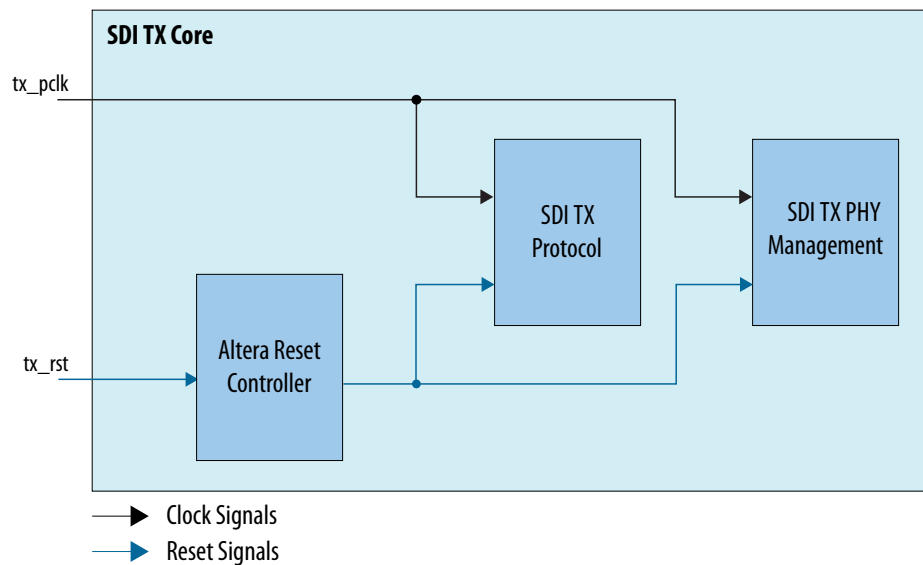 SDI TX Core
tx_pclk
SDI TX
Protocol
SDI TX PHY
Management
Altera Reset
Controller
tx_rst
Clock Signals
Reset Signals